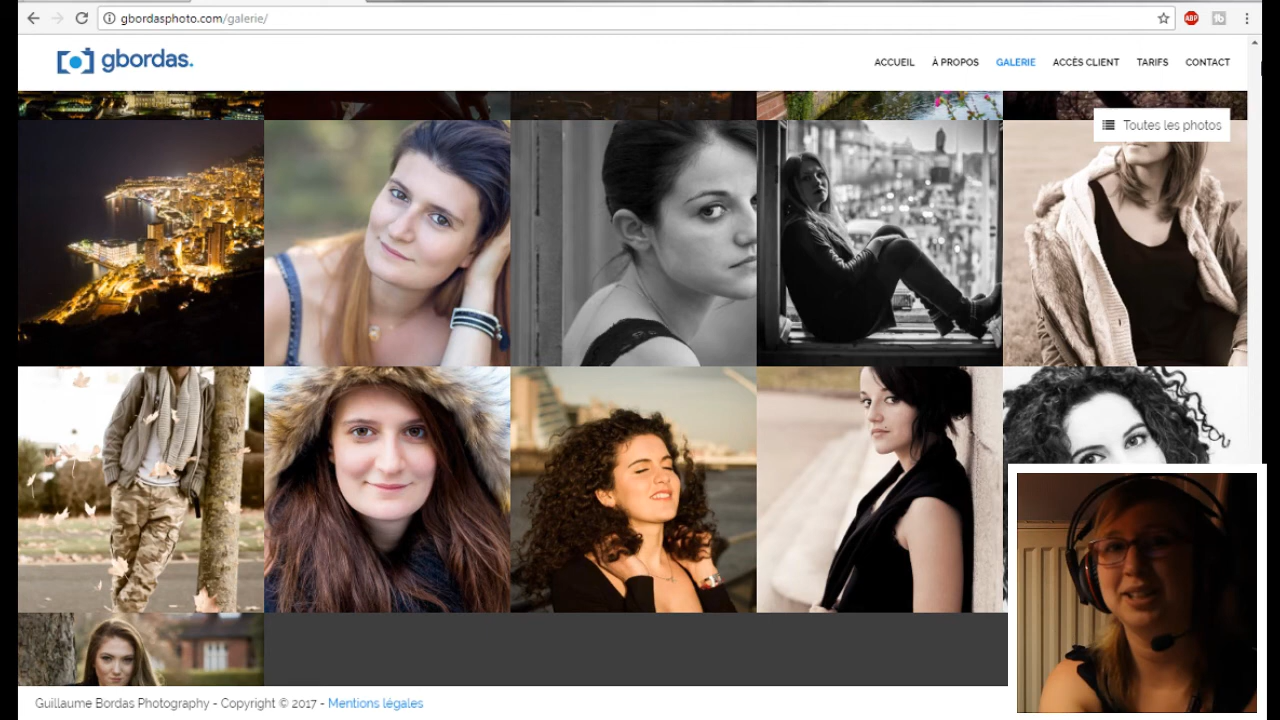 gbordasphoto.com/galerie/
ABP
gbordas.
ACCUEIL À PROPOS GALERIE ACCÈS CLIENT TARIFS CONTACT
Toutes les photos
Guillaume Bordas Photography - Copyright © 2017 - Mentions légales